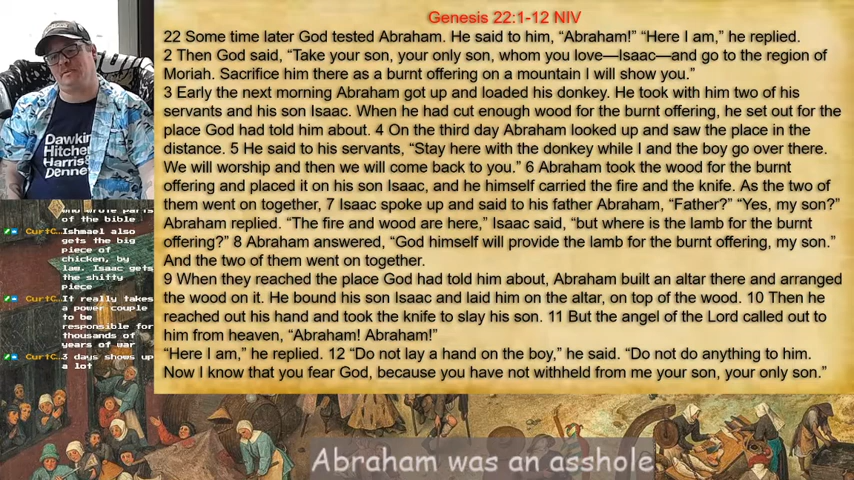 Genesis 22:1-12 NIV
22 Some time later God tested Abraham. He said to him, “Abraham!” “Here I am,” he replied.
2 Then God said, “Take your son, your only son, whom you love—Isaac—and go to the region of
Moriah. Sacrifice him there as a burnt offering on a mountain I will show you.”
3 Early the next morning Abraham got up and loaded his donkey. He took with him two of his
servants and his son Isaac. When he had cut enough wood for the burnt offering, he set out for the
place God had told him about. 4 On the third day Abraham looked up and saw the place in the
distance. 5 He said to his servants, “Stay here with the donkey while I and the boy go over there.
We will worship and then we will come back to you.” 6 Abraham took the wood for the burnt
offering and placed it on his son Isaac, and he himself carried the fire and the knife. As the two of
them went on together, 7 Isaac spoke up and said to his father Abraham, “Father?” “Yes, my son?”
Abraham replied. “The fire and wood are here,” Isaac said, “but where is the lamb for the burnt
offering?” 8 Abraham answered, “God himself will provide the lamb for the burnt offering, my son.”
And the two of them went on together.
9 When they reached the place God had told him about, Abraham built an altar there and arranged
the wood on it. He bound his son Isaac and laid him on the altar, on top of the wood. 10 Then he
reached out his hand and took the knife to slay his son. 11 But the angel of the Lord called out to
him from heaven, “Abraham! Abraham!”
“Here I am,” he replied. 12 “Do not lay a hand on the boy,” he said. “Do not do anything to him.
Now I know that you fear God, because you have not withheld from me your son, your only son.”
Dawkin
Hitchen
Harris
Denne
who wrote parts
of the bible
CurtC… Ishmael also
gets the big
piece of
chicken, by
law. Isaac gets
the shitty
piece
CurtC… It really takes
a power couple
to be
responsible for
thousands of
years of war
CurtC… 3 days shows up
a lot
Abraham was an asshole